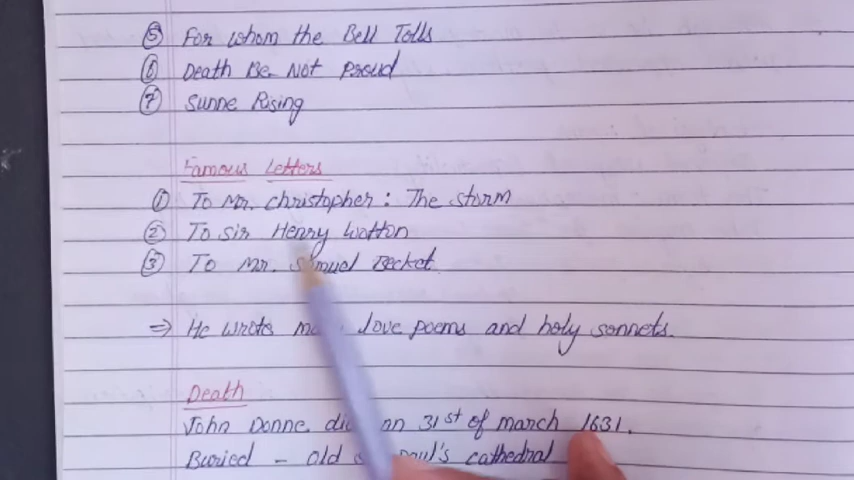 ⑤ For whom the Bell Tolls
⑥ Death Be Not Proud
⑦ Sunne Rising
Famous Letters
① To Mr. Christopher : The storm
② To Sir Henry Wotton
③ To Mr. Samuel Becket
⇒ He wrote love poems and holy sonnets.
Death
John Donne on 31st of march 1631.
Buried - old Paul's cathedral